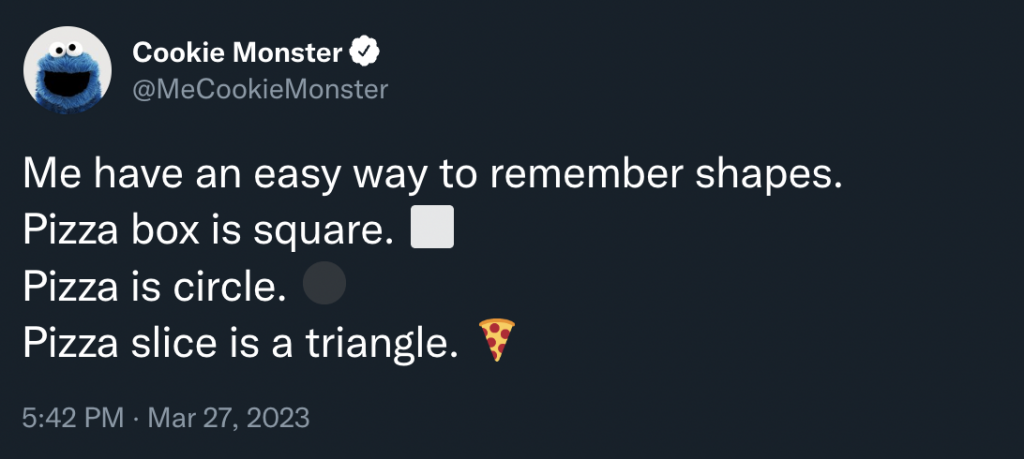 Cookie Monster
@MeCookieMonster
Me have an easy way to remember shapes.
Pizza box is square. ⬜
Pizza is circle. ⚫
Pizza slice is a triangle. 🍕
5:42 PM · Mar 27, 2023